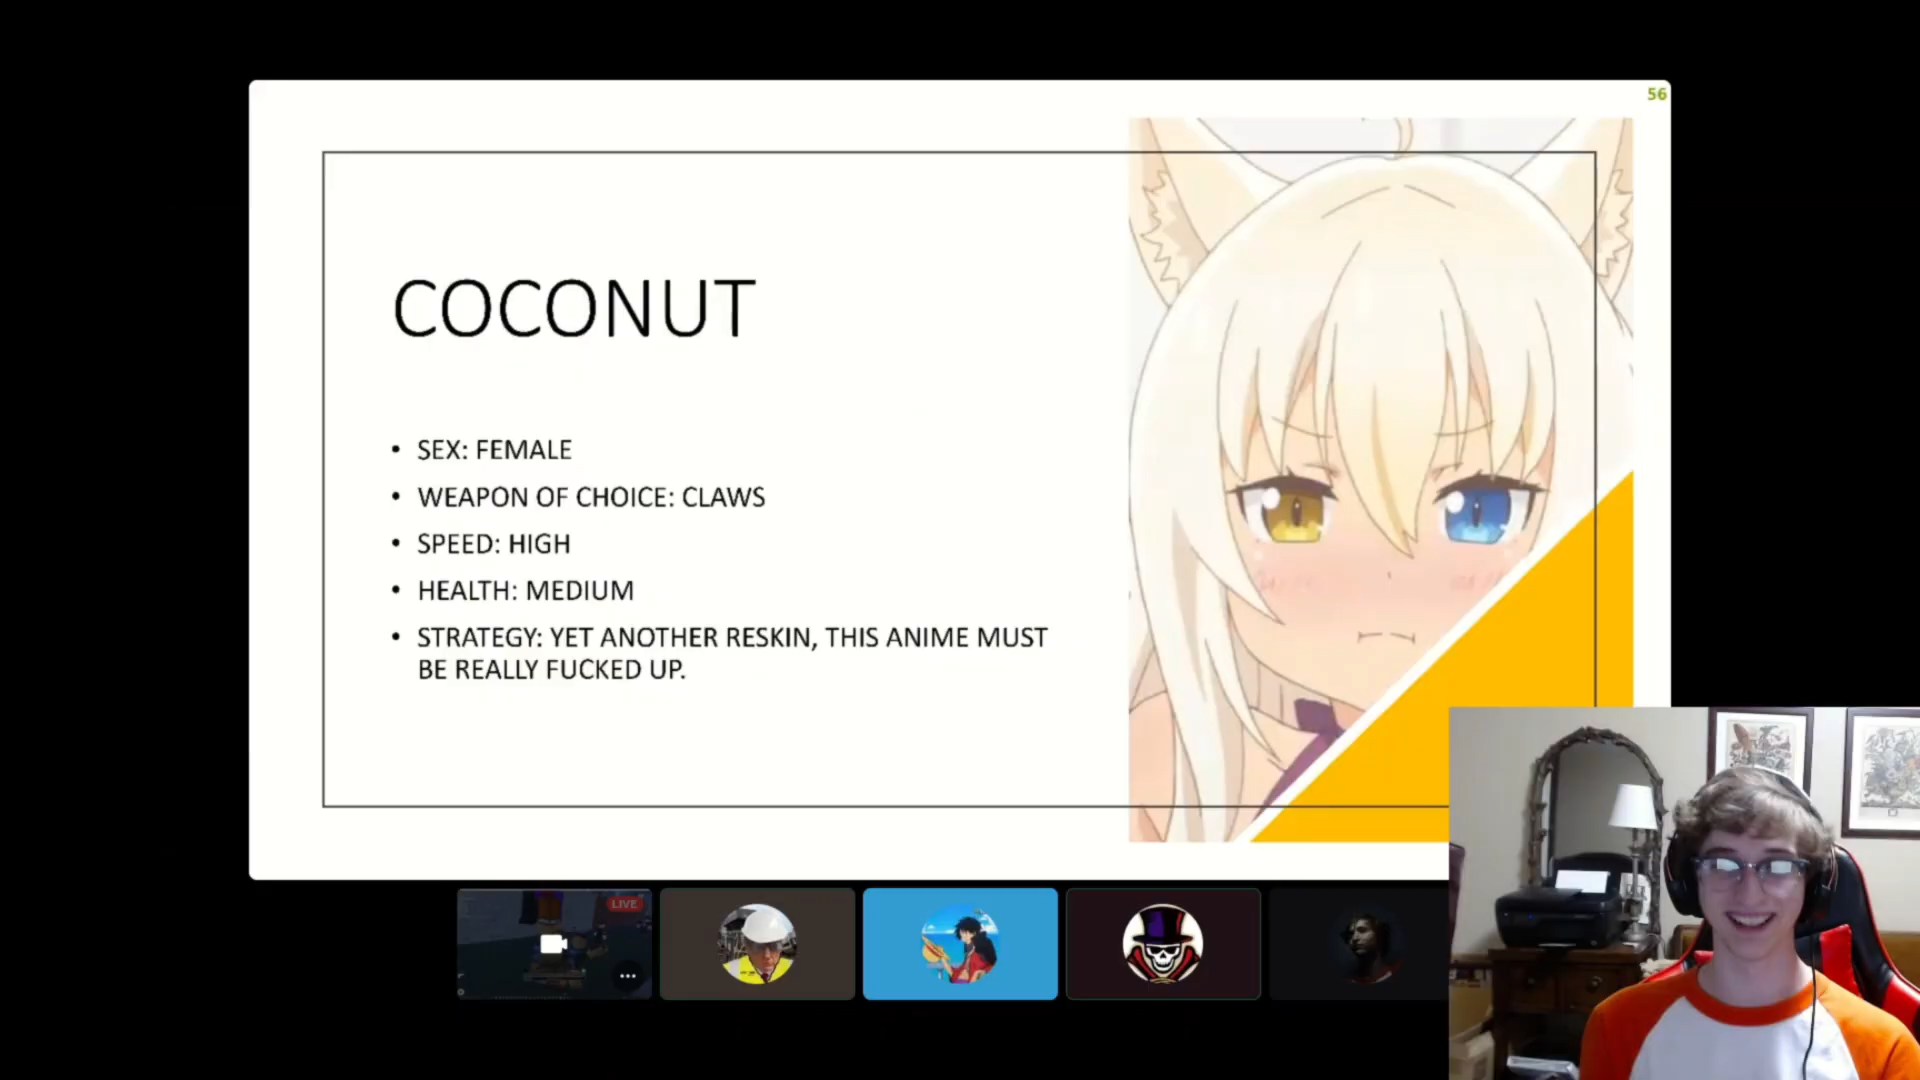 56
COCONUT
• SEX: FEMALE
• WEAPON OF CHOICE: CLAWS
• SPEED: HIGH
• HEALTH: MEDIUM
• STRATEGY: YET ANOTHER RESKIN, THIS ANIME MUST
BE REALLY FUCKED UP.
LIVE